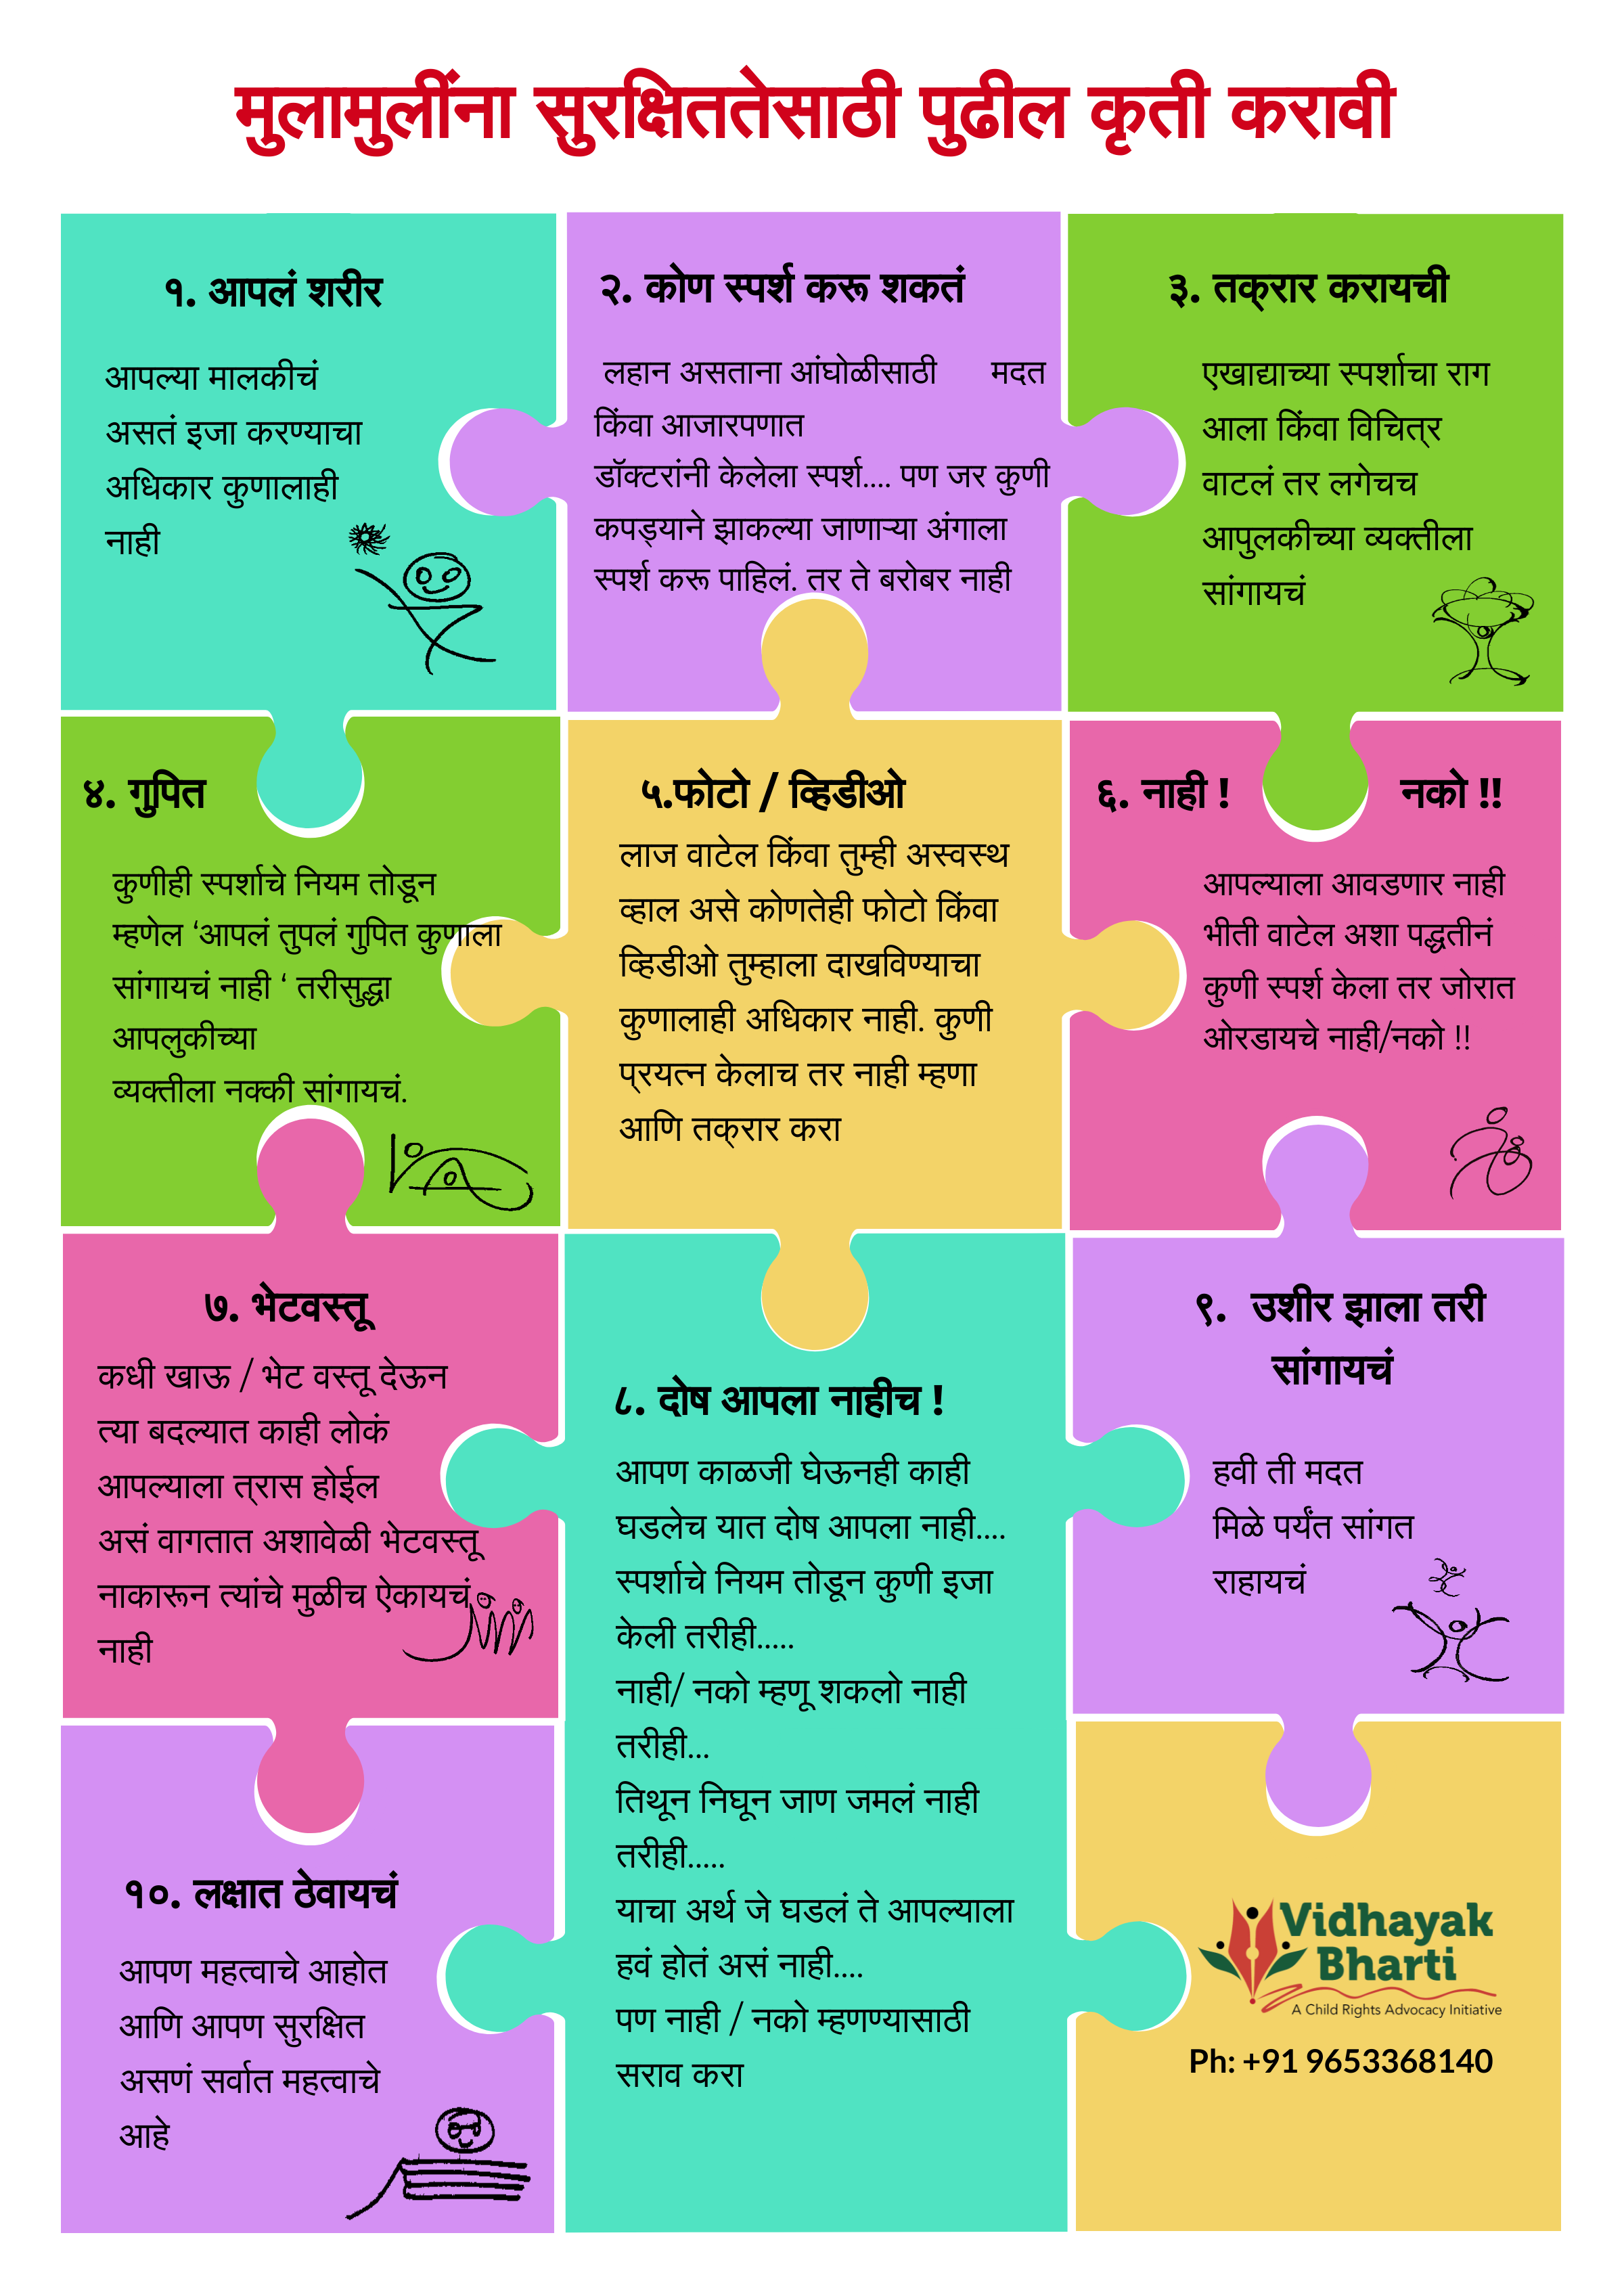 मुलामुलींना सुरक्षिततेसाठी पुढील कृती करावी
१. आपलं शरीर
आपल्या मालकीचं
असतं इजा करण्याचा
अधिकार कुणालाही
नाही
२. कोण स्पर्श करू शकतं
लहान असताना आंघोळीसाठी मदत
किंवा आजारपणात
डॉक्टरांनी केलेला स्पर्श.... पण जर कुणी
कपड्याने झाकल्या जाणाऱ्या अंगाला
स्पर्श करू पाहिलं. तर ते बरोबर नाही
३. तक्रार करायची
एखाद्याच्या स्पर्शाचा राग
आला किंवा विचित्र
वाटलं तर लगेचच
आपुलकीच्या व्यक्तीला
सांगायचं
४. गुपित
कुणीही स्पर्शाचे नियम तोडून
म्हणेल ‘आपलं तुपलं गुपित कुणाला
सांगायचं नाही ‘ तरीसुद्धा
आपलुकीच्या
व्यक्तीला नक्की सांगायचं.
५.फोटो / व्हिडीओ
लाज वाटेल किंवा तुम्ही अस्वस्थ
व्हाल असे कोणतेही फोटो किंवा
व्हिडीओ तुम्हाला दाखविण्याचा
कुणालाही अधिकार नाही. कुणी
प्रयत्न केलाच तर नाही म्हणा
आणि तक्रार करा
६. नाही ! नको !!
आपल्याला आवडणार नाही
भीती वाटेल अशा पद्धतीनं
कुणी स्पर्श केला तर जोरात
ओरडायचे नाही/नको !!
७. भेटवस्तू
कधी खाऊ / भेट वस्तू देऊन
त्या बदल्यात काही लोकं
आपल्याला त्रास होईल
असं वागतात अशावेळी भेटवस्तू
नाकारून त्यांचे मुळीच ऐकायचं
नाही
८. दोष आपला नाहीच !
आपण काळजी घेऊनही काही
घडलेच यात दोष आपला नाही....
स्पर्शाचे नियम तोडून कुणी इजा
केली तरीही.....
नाही/ नको म्हणू शकलो नाही
तरीही...
तिथून निघून जाण जमलं नाही
तरीही.....
याचा अर्थ जे घडलं ते आपल्याला
हवं होतं असं नाही....
पण नाही / नको म्हणण्यासाठी
सराव करा
९. उशीर झाला तरी
सांगायचं
हवी ती मदत
मिळे पर्यंत सांगत
राहायचं
१०. लक्षात ठेवायचं
आपण महत्वाचे आहोत
आणि आपण सुरक्षित
असणं सर्वात महत्वाचे
आहे
Vidhayak
Bharti
A Child Rights Advocacy Initiative
Ph: +91 9653368140